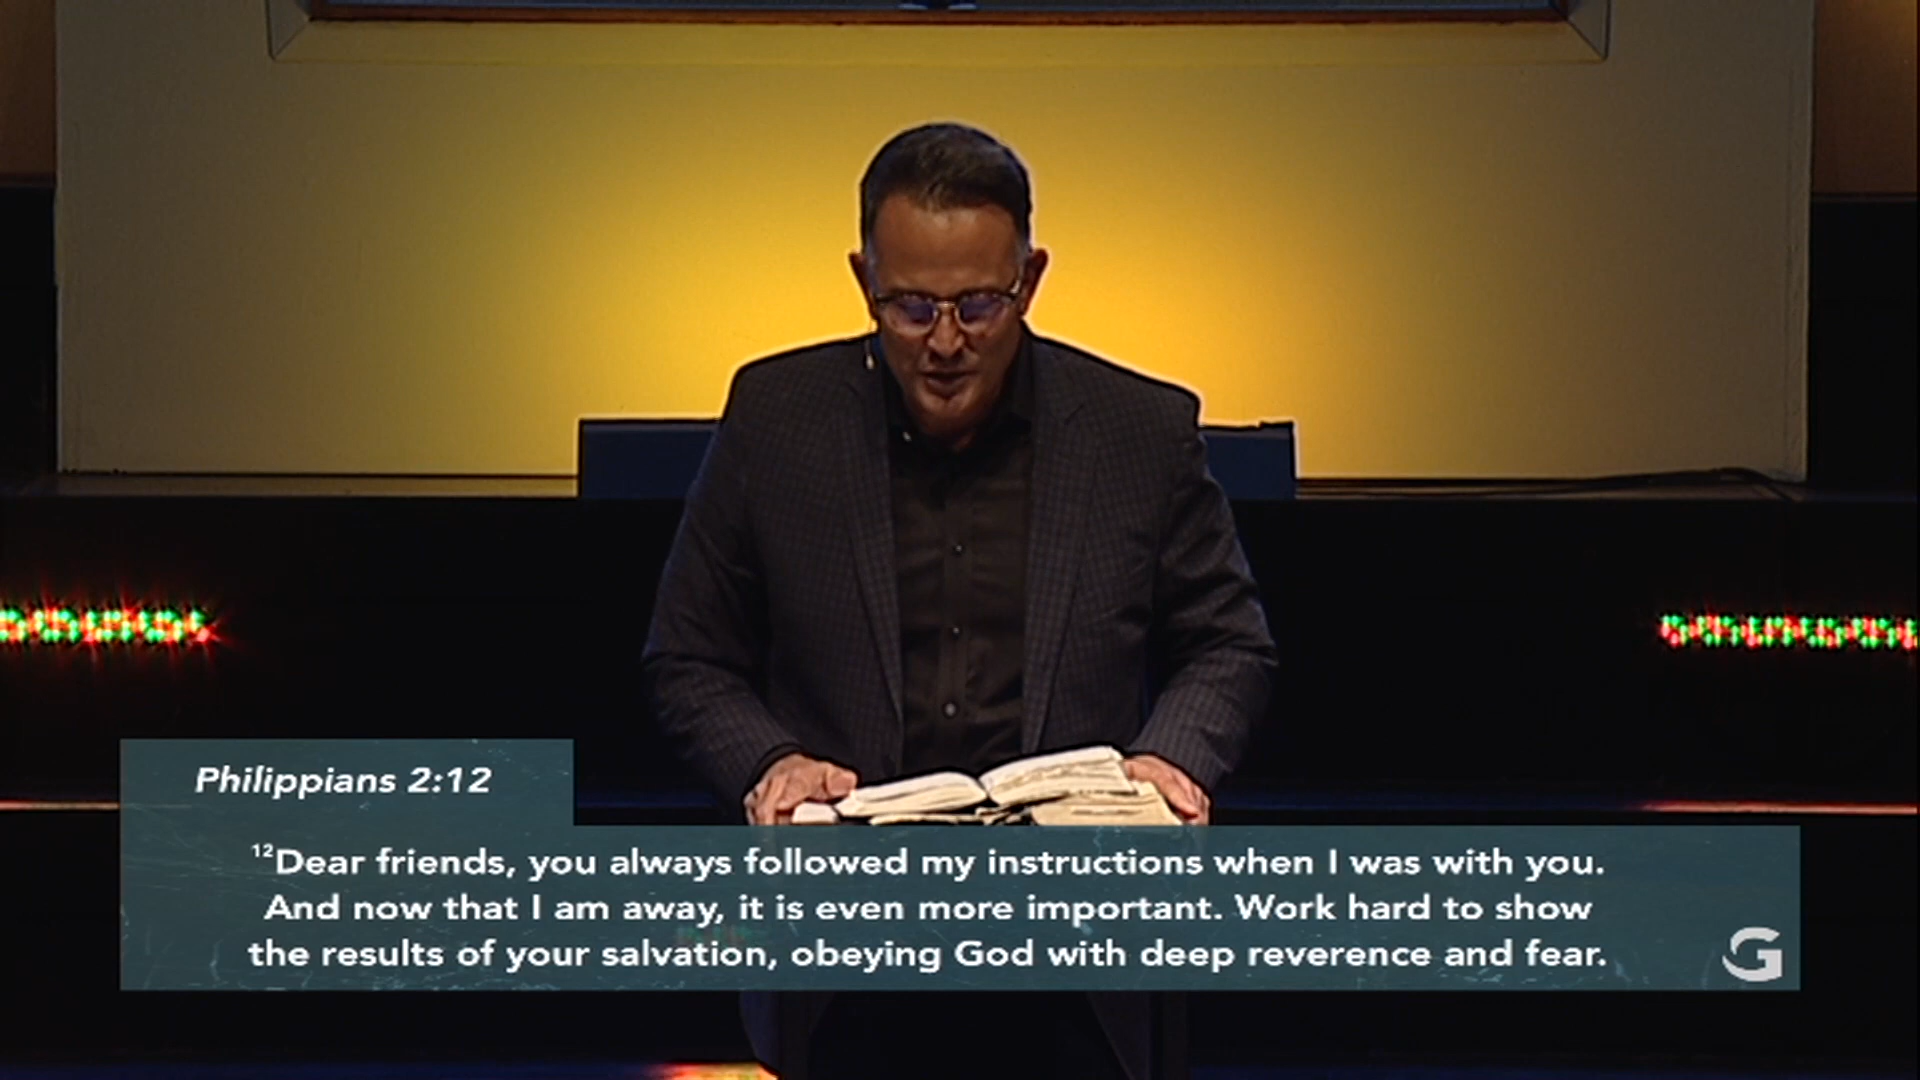 Philippians 2:12
¹²Dear friends, you always followed my instructions when I was with you.
And now that I am away, it is even more important. Work hard to show
the results of your salvation, obeying God with deep reverence and fear.
G